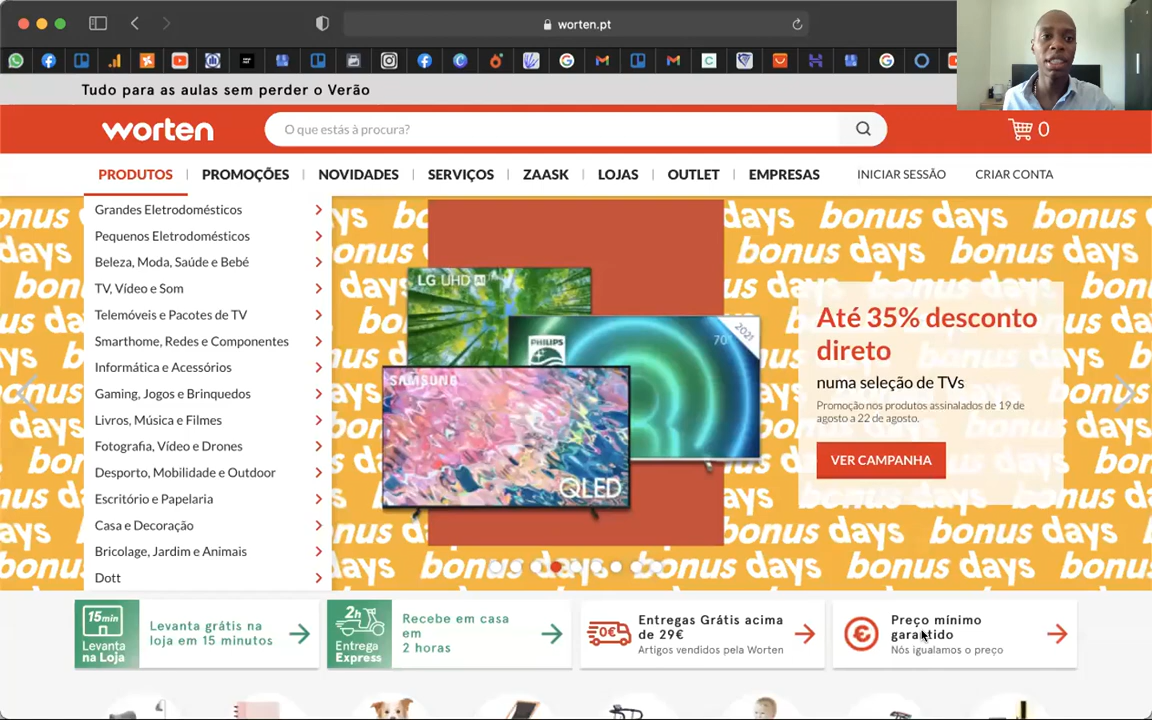 worten.pt
Tudo para as aulas sem perder o Verão
worten
O que estás à procura?
0
PRODUTOS
PROMOÇÕES
NOVIDADES
SERVIÇOS
ZAASK
LOJAS
OUTLET
EMPRESAS
INICIAR SESSÃO
CRIAR CONTA
Grandes Eletrodomésticos
Pequenos Eletrodomésticos
Beleza, Moda, Saúde e Bebé
TV, Vídeo e Som
Telemóveis e Pacotes de TV
Smarthome, Redes e Componentes
Informática e Acessórios
Gaming, Jogos e Brinquedos
Livros, Música e Filmes
Fotografia, Vídeo e Drones
Desporto, Mobilidade e Outdoor
Escritório e Papelaria
Casa e Decoração
Bricolage, Jardim e Animais
Dott
bonus days
LG UHD AI
PHILIPS
70"
2021
SAMSUNG
QLED
Até 35% desconto
direto
numa seleção de TVs
Promoção nos produtos assinalados de 19 de
agosto a 22 de agosto.
VER CAMPANHA
15min
Levanta
na Loja
Levanta grátis na
loja em 15 minutos
2h
Entrega
Express
Recebe em casa
em
2 horas
0€
Entregas Grátis acima
de 29€
Artigos vendidos pela Worten
€
Preço mínimo
garantido
Nós igualamos o preço